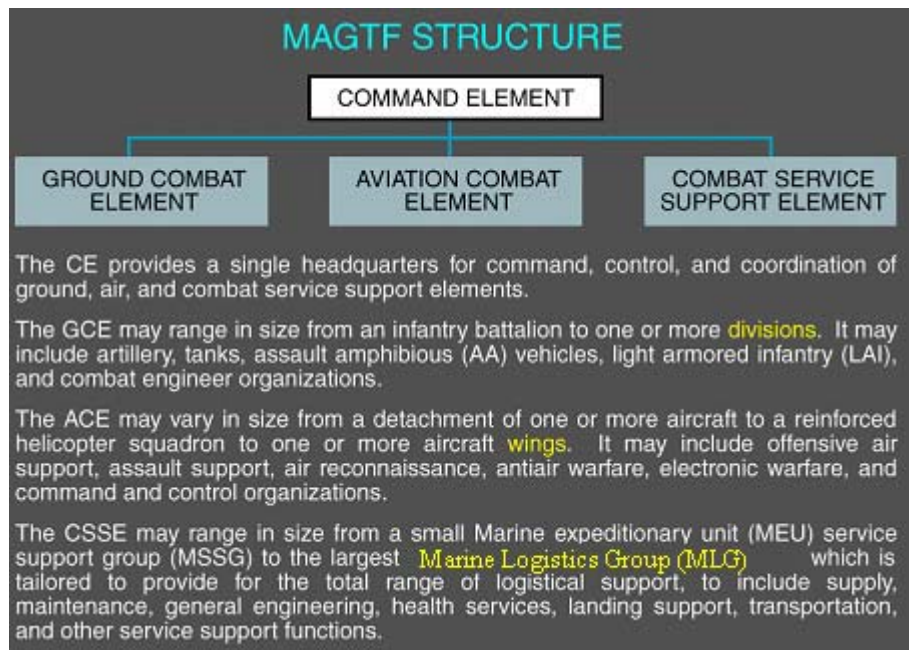 MAGTF STRUCTURE
COMMAND ELEMENT
GROUND COMBAT
ELEMENT
AVIATION COMBAT
ELEMENT
COMBAT SERVICE
SUPPORT ELEMENT
The CE provides a single headquarters for command, control, and coordination of
ground, air, and combat service support elements.
The GCE may range in size from an infantry battalion to one or more divisions. It may
include artillery, tanks, assault amphibious (AA) vehicles, light armored infantry (LAI),
and combat engineer organizations.
The ACE may vary in size from a detachment of one or more aircraft to a reinforced
helicopter squadron to one or more aircraft wings. It may include offensive air
support, assault support, air reconnaissance, antiair warfare, electronic warfare, and
command and control organizations.
The CSSE may range in size from a small Marine expeditionary unit (MEU) service
support group (MSSG) to the largest Marine Logistics Group (MLG) which is
tailored to provide for the total range of logistical support, to include supply,
maintenance, general engineering, health services, landing support, transportation,
and other service support functions.